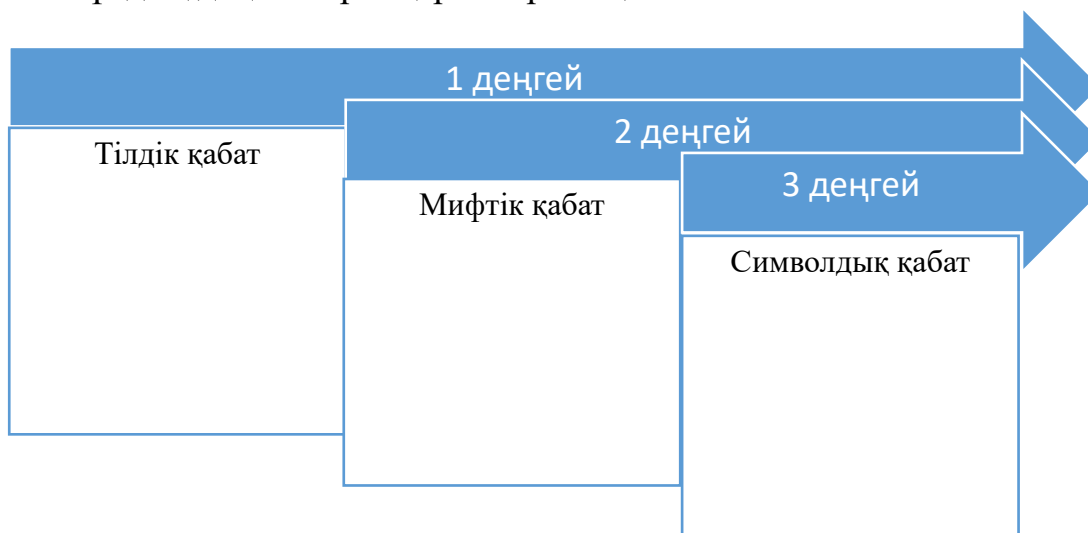 1 деңгей
Тілдік қабат
2 деңгей
Мифтік қабат
3 деңгей
Символдық қабат